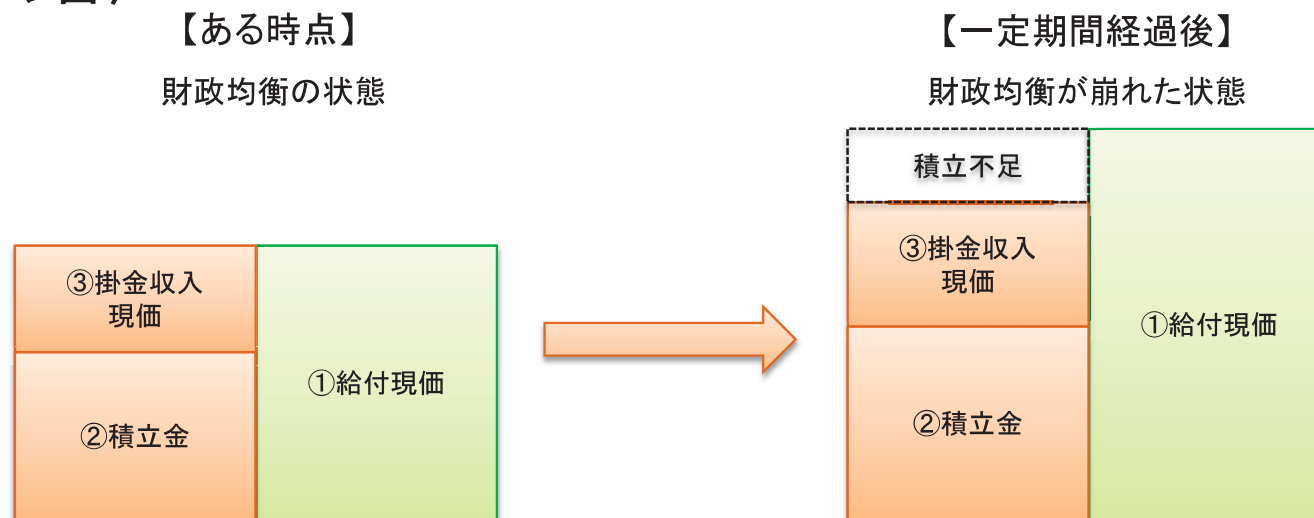 【ある時点】
財政均衡の状態
③掛金収入
現価
②積立金
①給付現価
【一定期間経過後】
財政均衡が崩れた状態
積立不足
③掛金収入
現価
②積立金
①給付現価